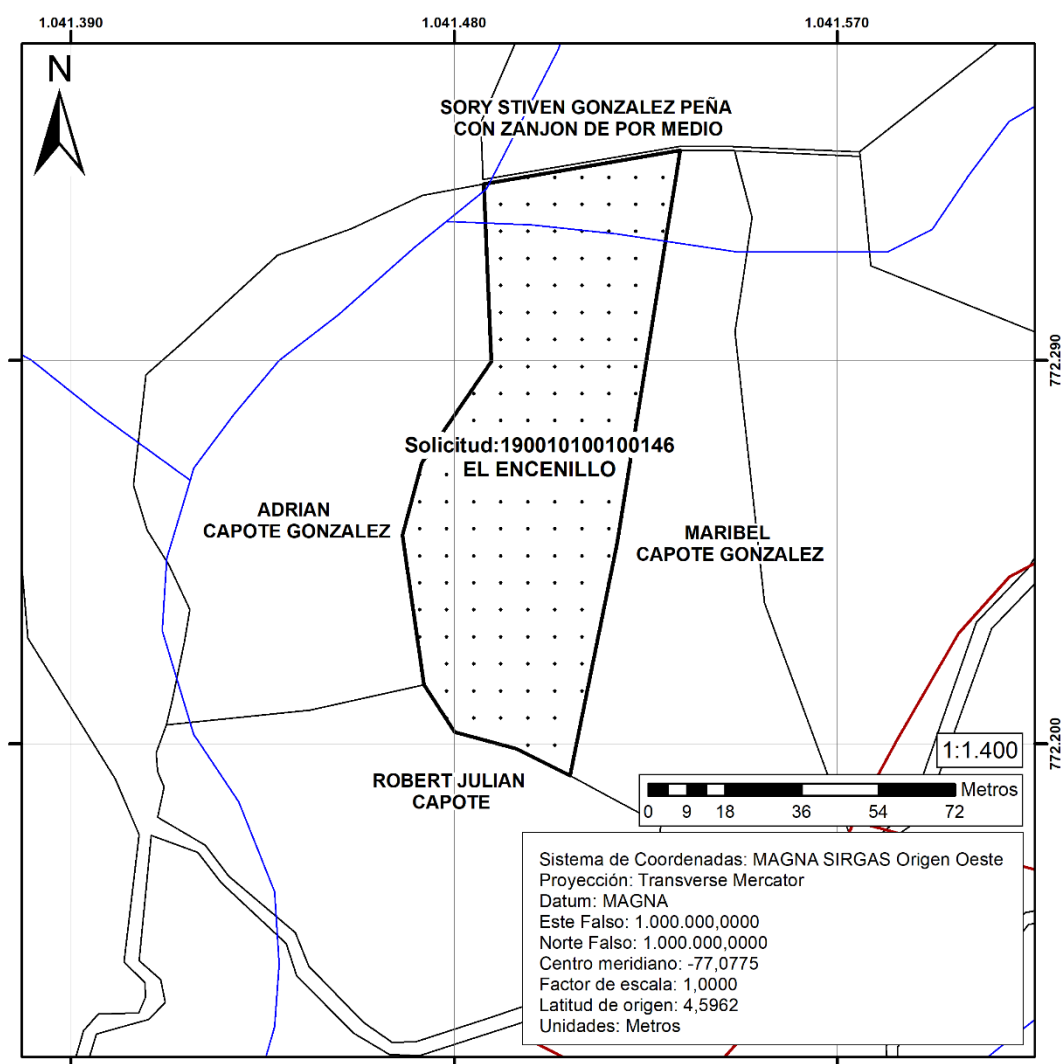 1.041.390
1.041.480
1.041.570
N
SORY STIVEN GONZALEZ PEÑA
CON ZANJON DE POR MEDIO
772.290
Solicitud:190010100100146
EL ENCENILLO
ADRIAN
CAPOTE GONZALEZ
MARIBEL
CAPOTE GONZALEZ
772.200
1:1.400
ROBERT JULIAN
CAPOTE
Metros
0 9 18 36 54 72
Sistema de Coordenadas: MAGNA SIRGAS Origen Oeste
Proyección: Transverse Mercator
Datum: MAGNA
Este Falso: 1.000.000,0000
Norte Falso: 1.000.000,0000
Centro meridiano: -77,0775
Factor de escala: 1,0000
Latitud de origen: 4,5962
Unidades: Metros